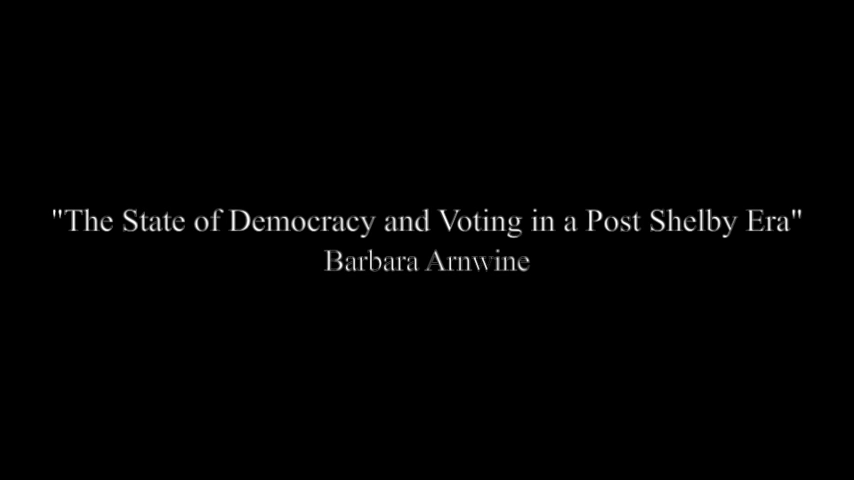 "The State of Democracy and Voting in a Post Shelby Era"
Barbara Arnwine